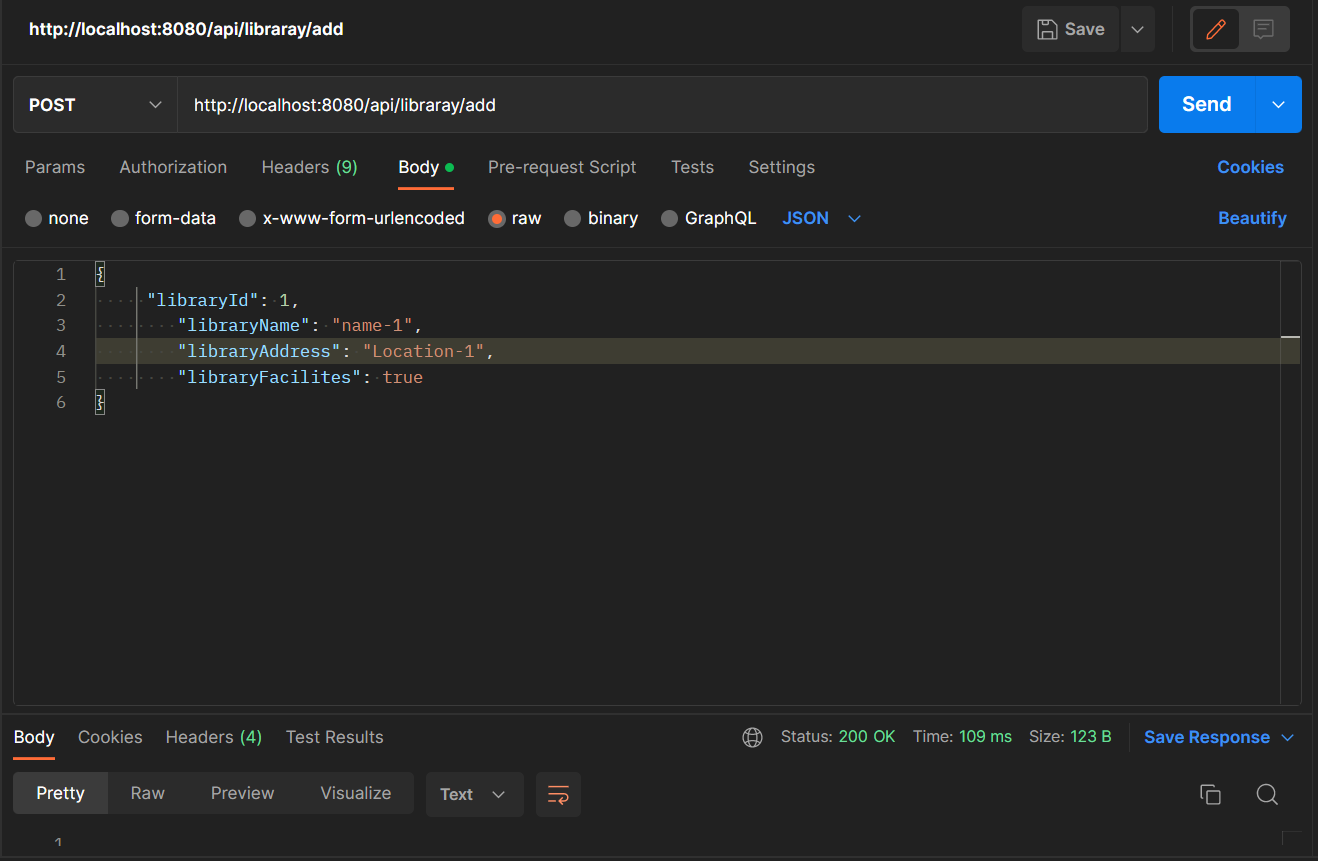 http://localhost:8080/api/libraray/add
Save
POST
http://localhost:8080/api/libraray/add
Send
Params Authorization Headers (9) Body Pre-request Script Tests Settings Cookies
none form-data x-www-form-urlencoded raw binary GraphQL JSON Beautify
1 {
2 "libraryId": 1,
3 "libraryName": "name-1",
4 "libraryAddress": "Location-1",
5 "libraryFacilites": true
6 }
Body Cookies Headers (4) Test Results Status: 200 OK Time: 109 ms Size: 123 B Save Response
Pretty Raw Preview Visualize Text
1